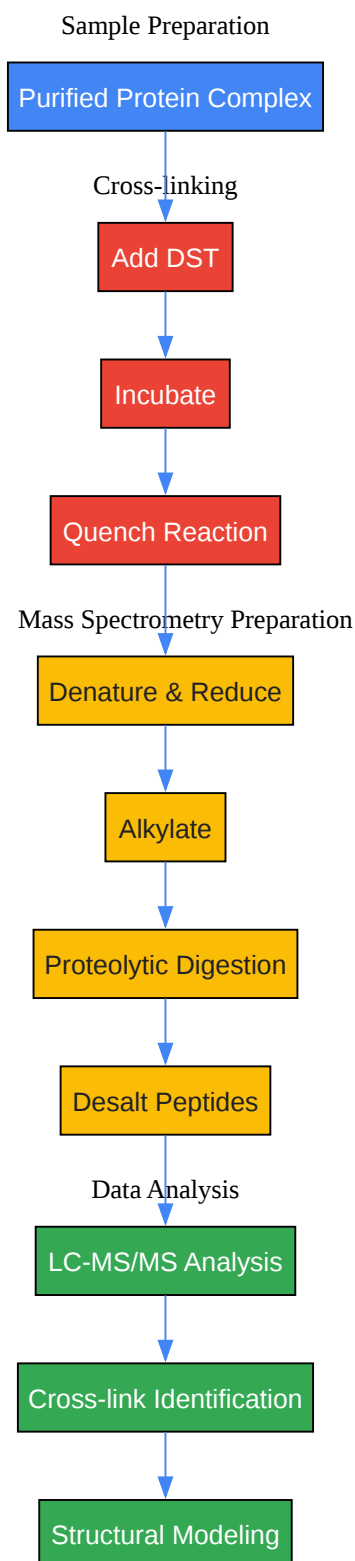 Sample Preparation
Purified Protein Complex
Cross-linking
Add DST
Incubate
Quench Reaction
Mass Spectrometry Preparation
Denature & Reduce
Alkylate
Proteolytic Digestion
Desalt Peptides
Data Analysis
LC-MS/MS Analysis
Cross-link Identification
Structural Modeling